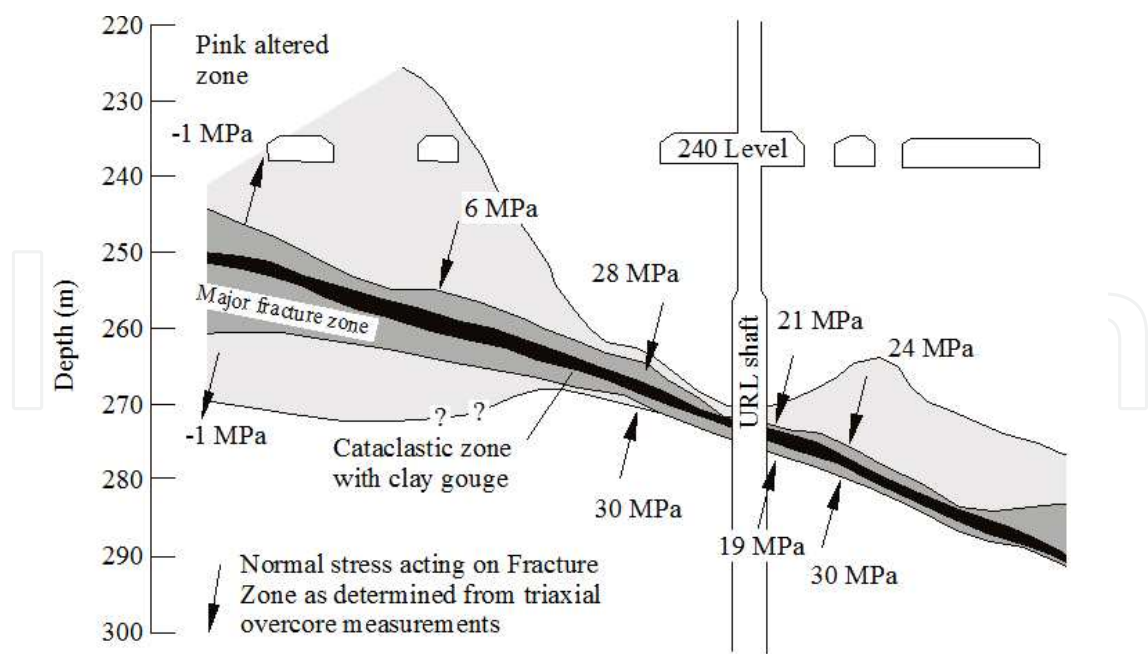 220
230
240
250
260
270
280
290
300
Depth (m)
Pink altered
zone
-1 MPa
240 Level
6 MPa
28 MPa
Major fracture zone
URL shaft
21 MPa
24 MPa
? ?
-1 MPa
Cataclastic zone
with clay gouge
30 MPa
19 MPa
30 MPa
Normal stress acting on Fracture
Zone as determined from triaxial
overcore measurements